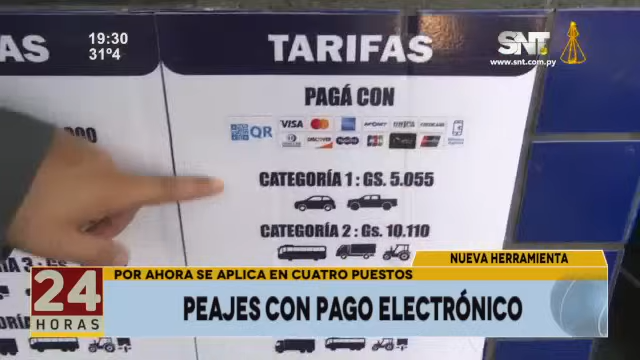 19:30
31°4
TARIFAS
SNT
www.snt.com.py
PAGÁ CON
QR VISA
DISCOVER
CATEGORÍA 1 : GS. 5.055
CATEGORÍA 2 : Gs. 10.110
NUEVA HERRAMIENTA
POR AHORA SE APLICA EN CUATRO PUESTOS
24
HORAS
PEAJES CON PAGO ELECTRÓNICO